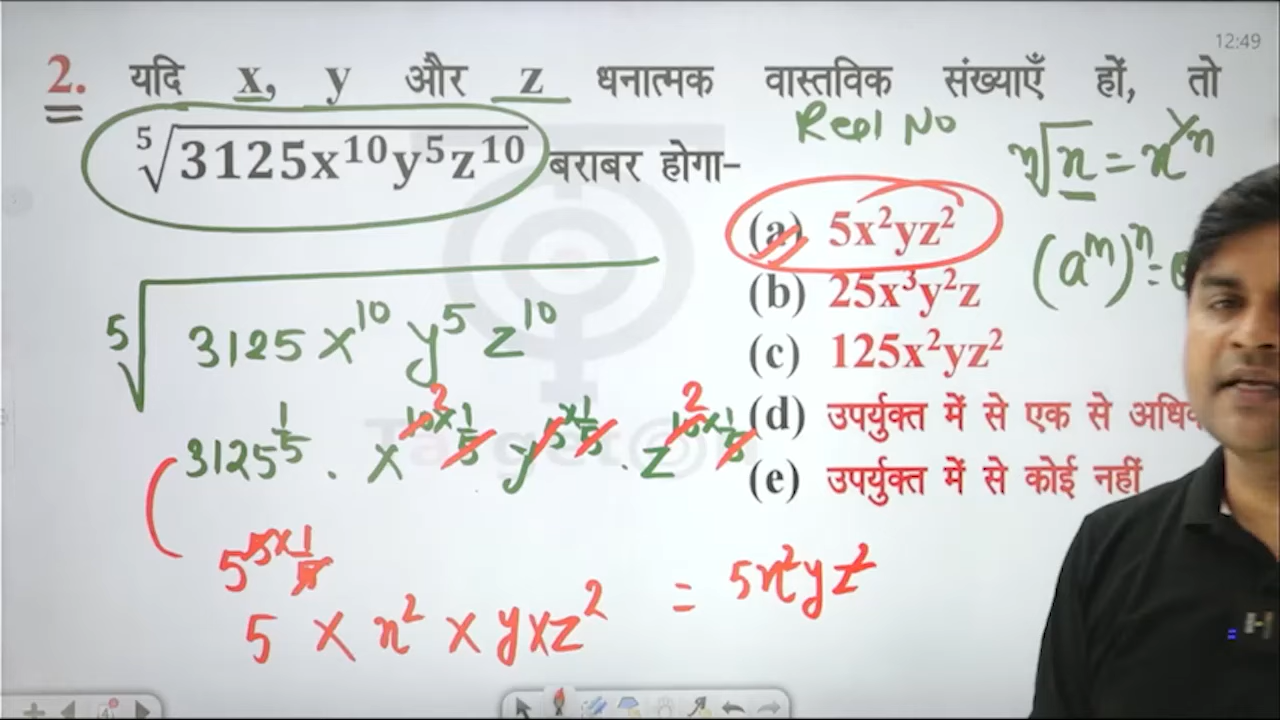 12:49
2. यदि x, y और z धनात्मक वास्तविक संख्याएँ हों, तो
⁵√3125x¹⁰y⁵z¹⁰ बराबर होगा-
Real No
ⁿ√x = x^1/n
(a^m)^n =
(a) 5x²yz²
(b) 25x³y²z
(c) 125x²yz²
(d) उपर्युक्त में से एक से
(e) उपर्युक्त में से कोई नहीं
⁵√3125 x¹⁰ y⁵ z¹⁰
(3125^1/5 . x^10×1/5 y^5×1/5 . z^10×1/5
2 2
5^5×1/5
5 × x² × y × z² = 5x²yz²